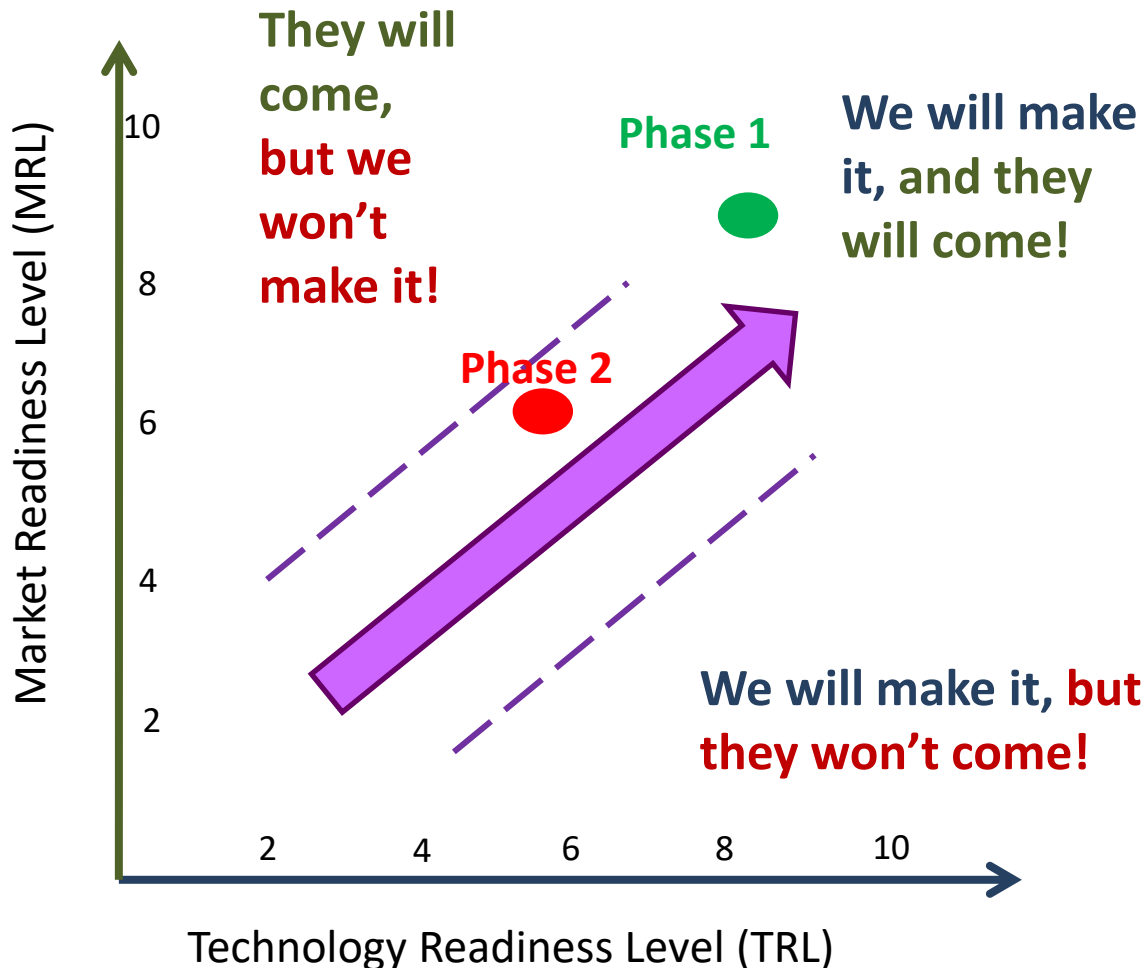 They will
come,
but we
won’t
make it!
Phase 1
We will make
it, and they
will come!
Phase 2
We will make it, but
they won’t come!
Market Readiness Level (MRL)
10
8
6
4
2
2
4
6
8
10
Technology Readiness Level (TRL)